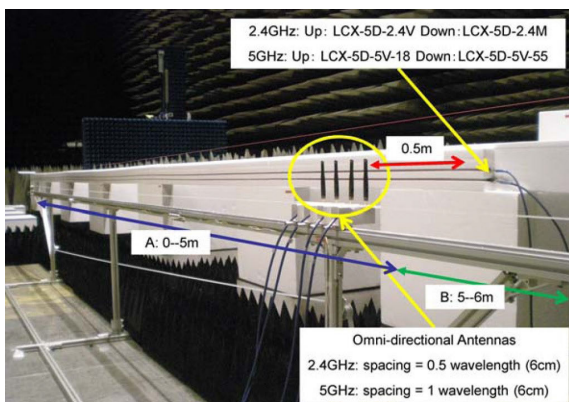 2.4GHz: Up: LCX-5D-2.4V Down:LCX-5D-2.4M
5GHz: Up: LCX-5D-5V-18 Down:LCX-5D-5V-55
0.5m
A: 0--5m
B: 5--6m
Omni-directional Antennas
2.4GHz: spacing = 0.5 wavelength (6cm)
5GHz: spacing = 1 wavelength (6cm)